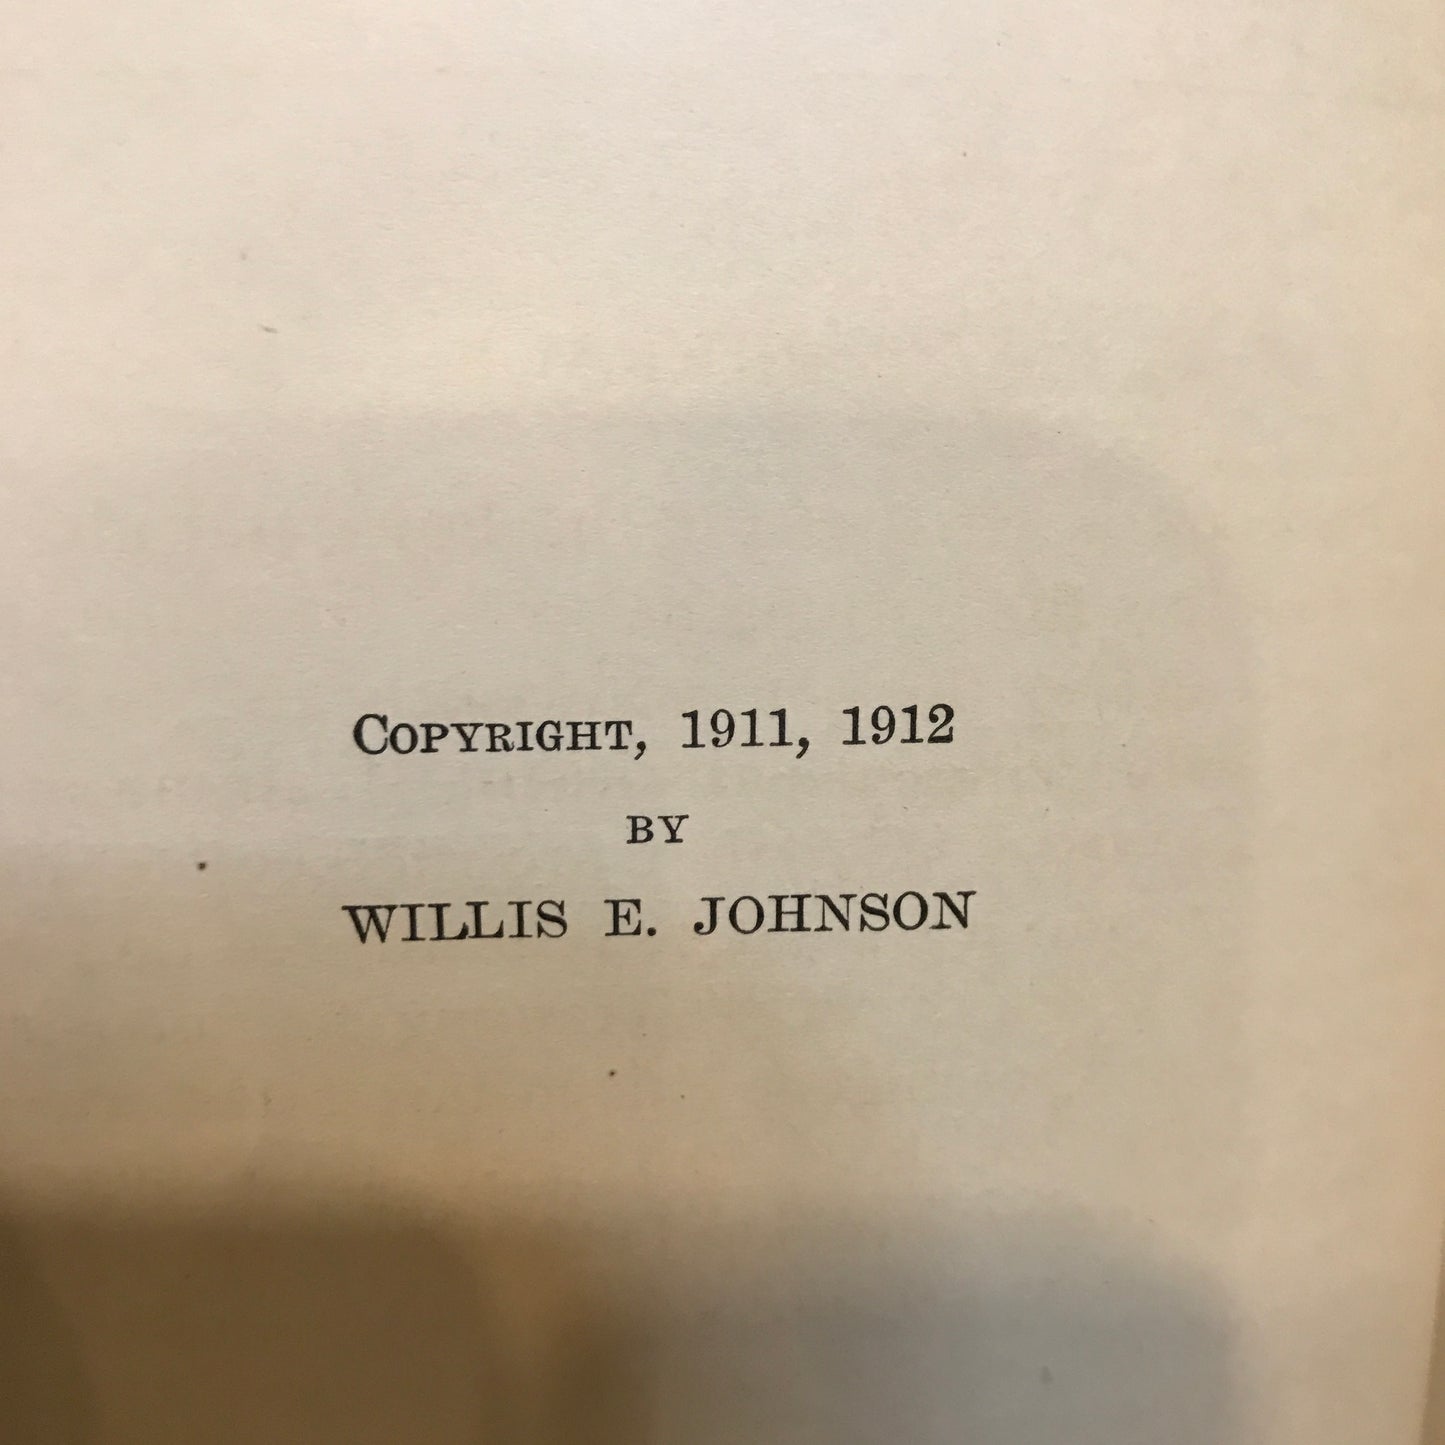 COPYRIGHT, 1911, 1912
BY
WILLIS E. JOHNSON